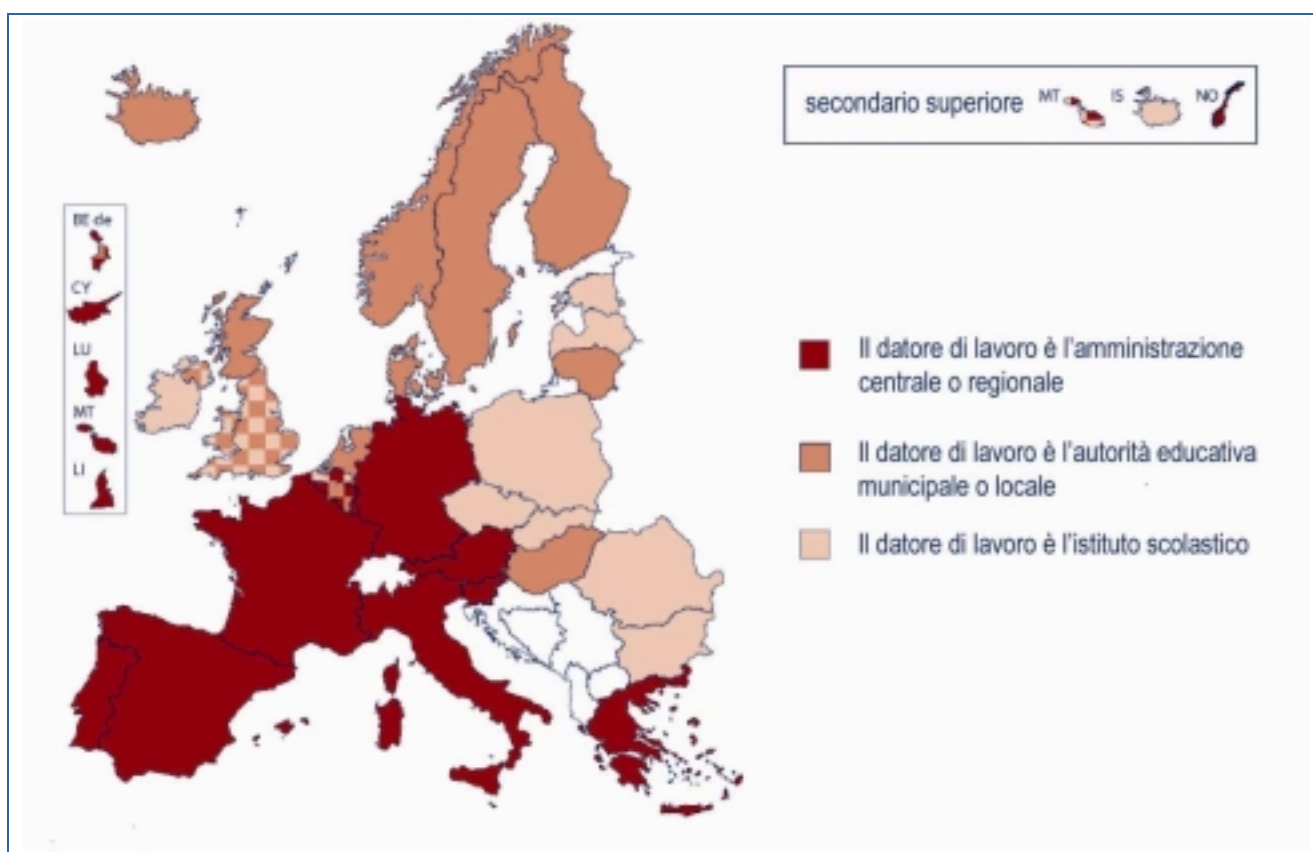 secondario superiore MT IS NO
BE de
CY
LU
MT
LI
Il datore di lavoro è l'amministrazione
centrale o regionale
Il datore di lavoro è l'autorità educativa
municipale o locale
Il datore di lavoro è l'istituto scolastico